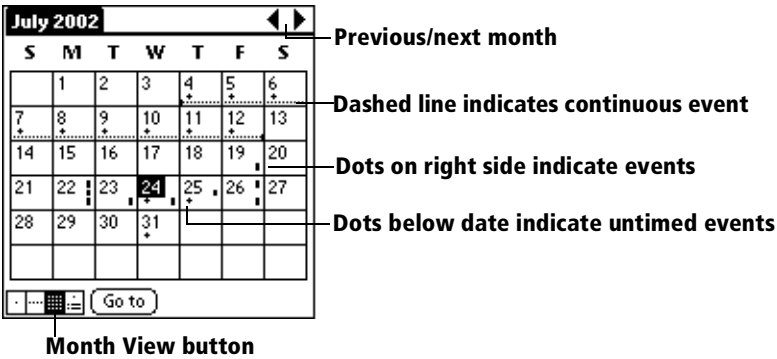 July 2002
Previous/next month
S M T W T F S
1 2 3 4 5 6
Dashed line indicates continuous event
7 8 9 10 11 12 13
14 15 16 17 18 19 20
Dots on right side indicate events
21 22 23 24 25 26 27
28 29 30 31
Dots below date indicate untimed events
Go to
Month View button